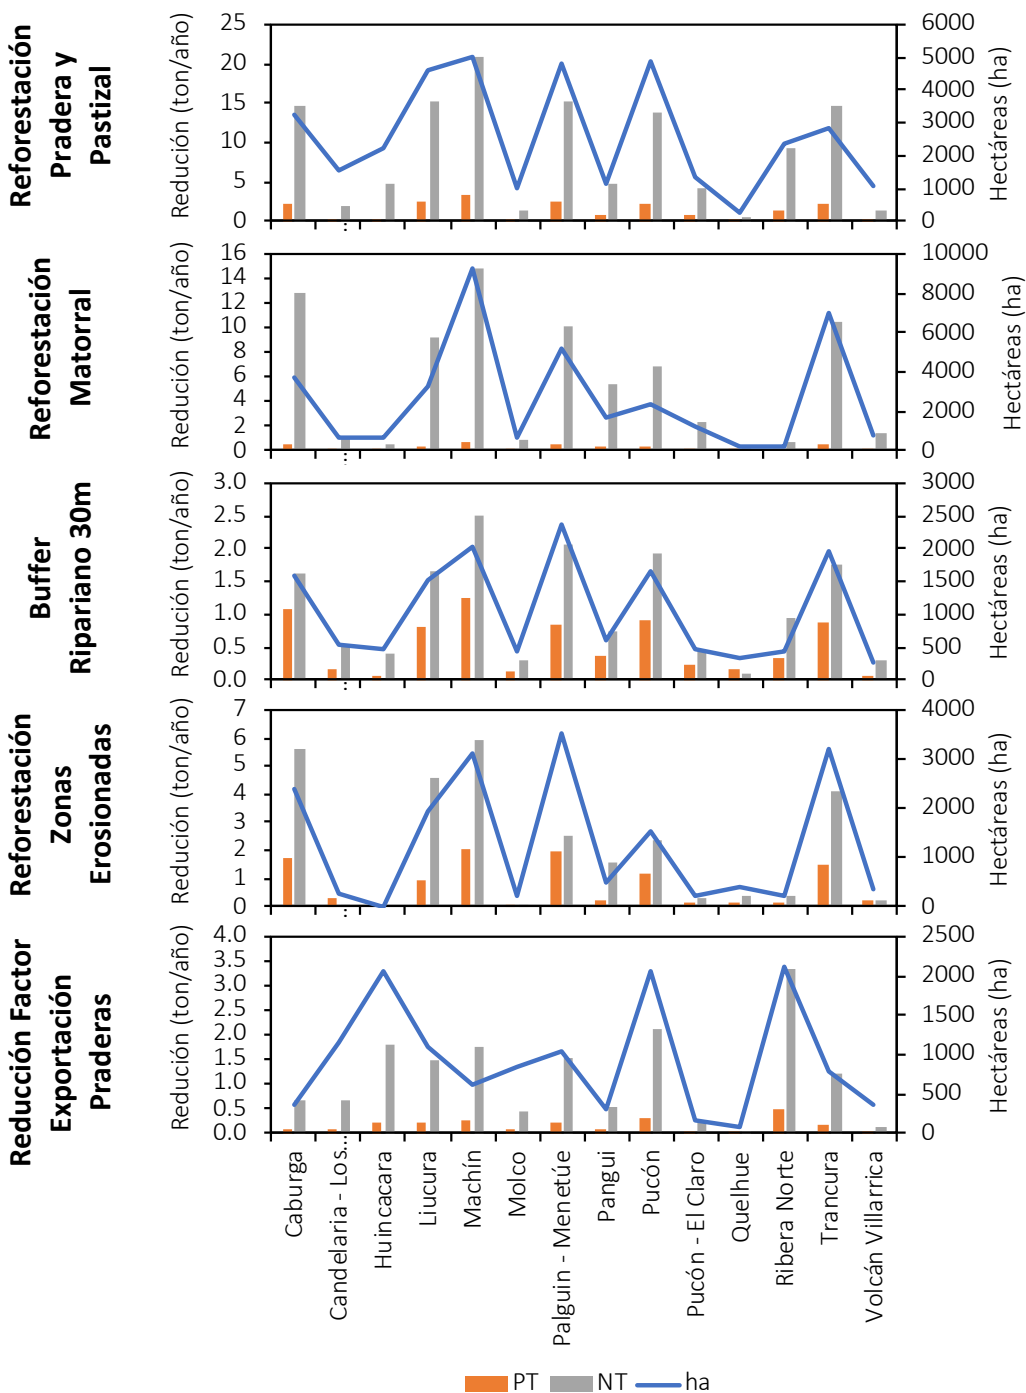 Reforestación
Pradera y
Pastizal
Redución (ton/año)
25
20
15
10
5
0
6000
5000
4000
3000
2000
1000
0
Hectáreas (ha)
Reforestación
Matorral
Redución (ton/año)
16
14
12
10
8
6
4
2
0
10000
8000
6000
4000
2000
0
Hectáreas (ha)
Buffer
Ripariano 30m
Redución (ton/año)
3.0
2.5
2.0
1.5
1.0
0.5
0.0
3000
2500
2000
1500
1000
500
0
Hectáreas (ha)
Reforestación
Zonas
Erosionadas
Redución (ton/año)
7
6
5
4
3
2
1
0
4000
3000
2000
1000
0
Hectáreas (ha)
Reducción Factor
Exportación
Praderas
Redución (ton/año)
4.0
3.5
3.0
2.5
2.0
1.5
1.0
0.5
0.0
2500
2000
1500
1000
500
0
Hectáreas (ha)
Caburga
Candelaria - Los...
Huincacara
Liucura
Machín
Molco
Palguin - Menetúe
Pangui
Pucón
Pucón - El Claro
Quelhue
Ribera Norte
Trancura
Volcán Villarrica
PT
NT
ha